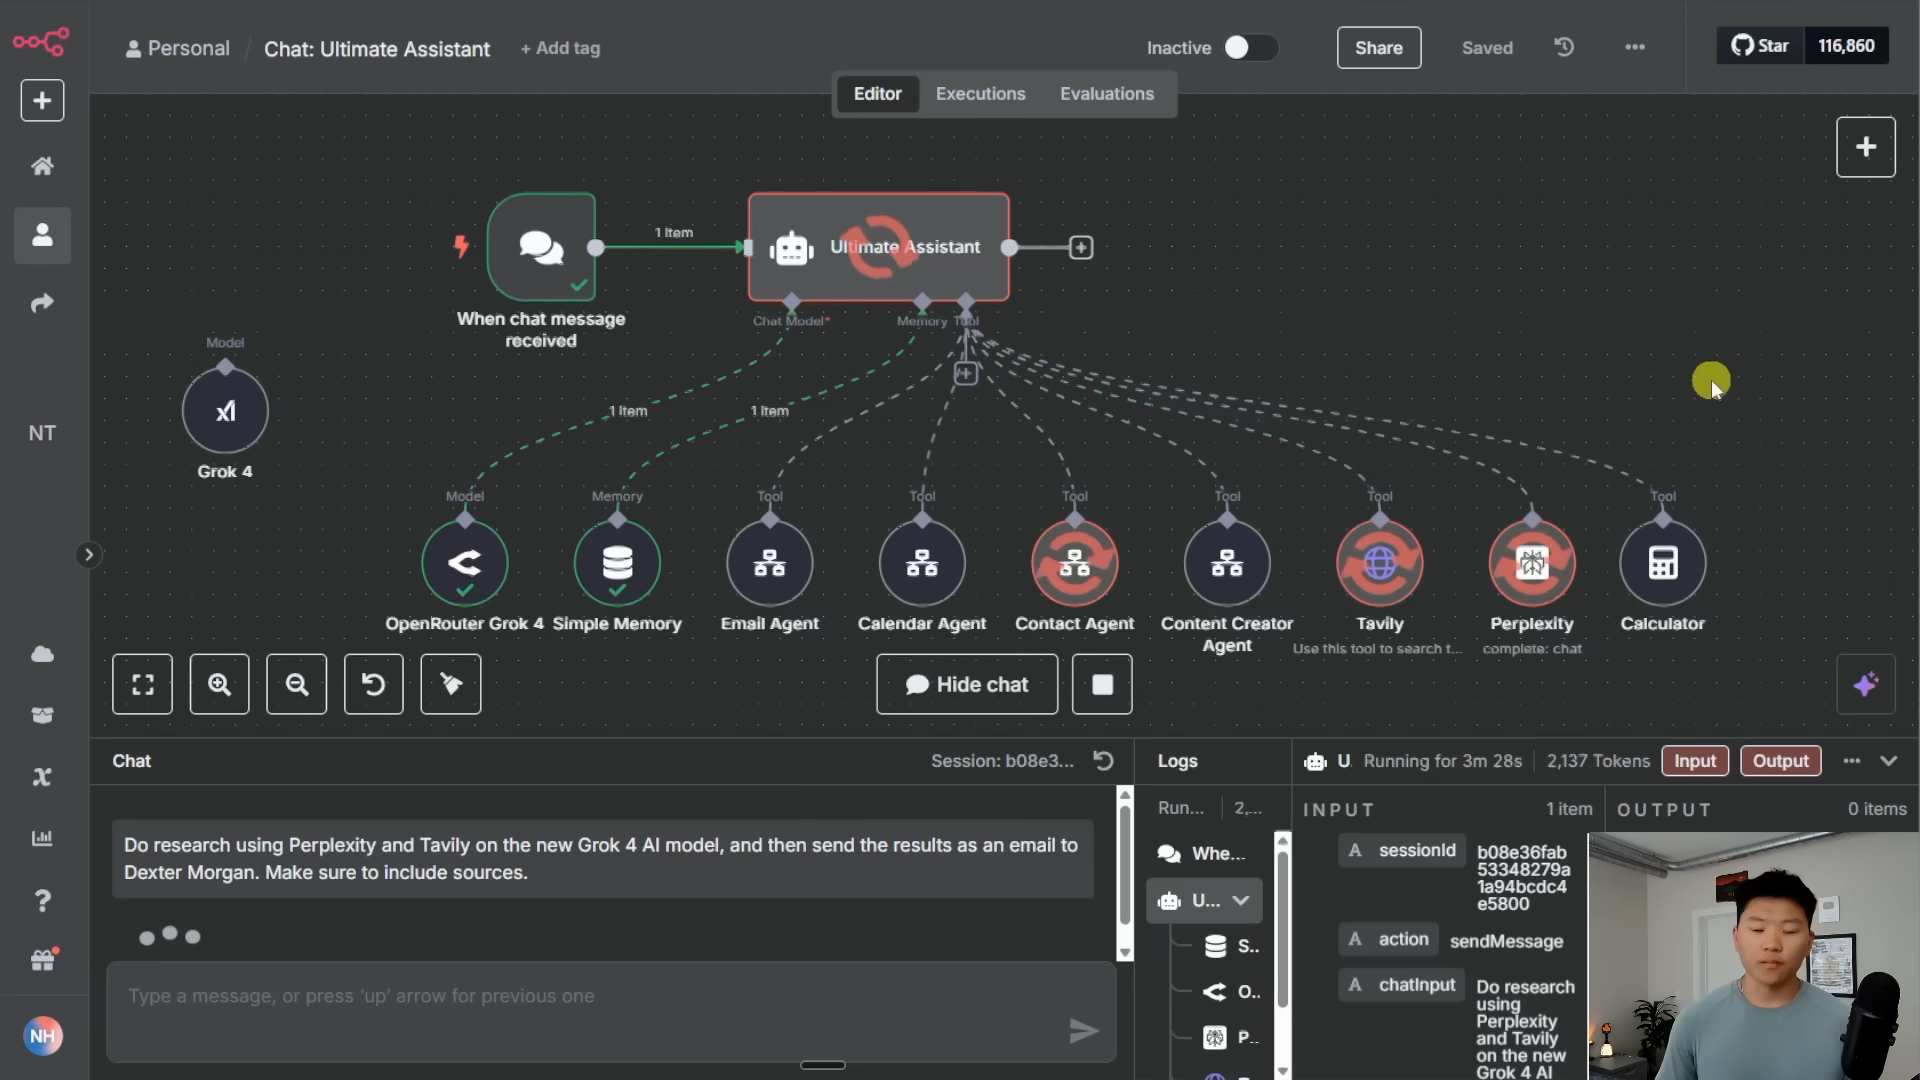 Personal / Chat: Ultimate Assistant + Add tag
Inactive Share Saved Star 116,860
Editor Executions Evaluations
1 item
Ultimate Assistant
Chat Model* Memory Tool
When chat message
received
Model
xI
Grok 4
NT
1 item 1 item
Model Memory Tool Tool Tool Tool Tool Tool
OpenRouter Grok 4 Simple Memory Email Agent Calendar Agent Contact Agent Content Creator
Agent Tavily Perplexity Calculator
Use this tool to search t... complete: chat
Hide chat
Chat Session: b08e3...
Logs
U. Running for 3m 28s 2,137 Tokens Input Output
Run... 2,...
INPUT 1 item OUTPUT 0 items
Do research using Perplexity and Tavily on the new Grok 4 AI model, and then send the results as an email to
Dexter Morgan. Make sure to include sources.
Type a message, or press 'up' arrow for previous one
Whe...
U...
S..
O..
P..
A sessionId b08e36fab
53348279a
1a94bcdc4
e5800
A action sendMessage
A chatInput Do research
using
Perplexity
and Tavily
on the new
Grok 4 AI
NH